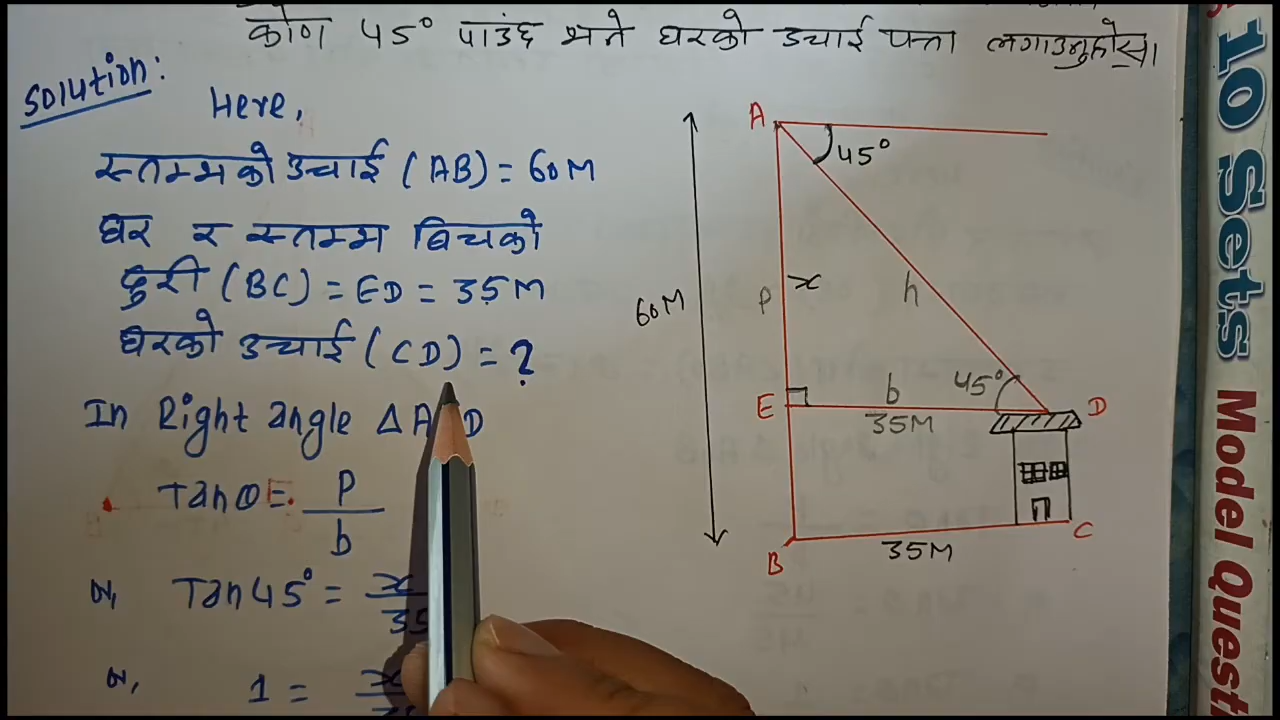 कोण 45° पाउंछ भने घरको उचाई पत्ता लगाउनुहोस्।
Solution:
Here,
स्तम्भको उचाई (AB) = 60M
घर र स्तम्भ बिचको
दुरी (BC) = ED = 35M
घरको उचाई (CD) = ?
In Right angle ΔA D
Tanθ = P
b
or, Tan45° = x
35
or, 1 = x
A
45°
60M
P x
h
E
b
45°
35M
D
B
35M
C
10 Sets Model Quest